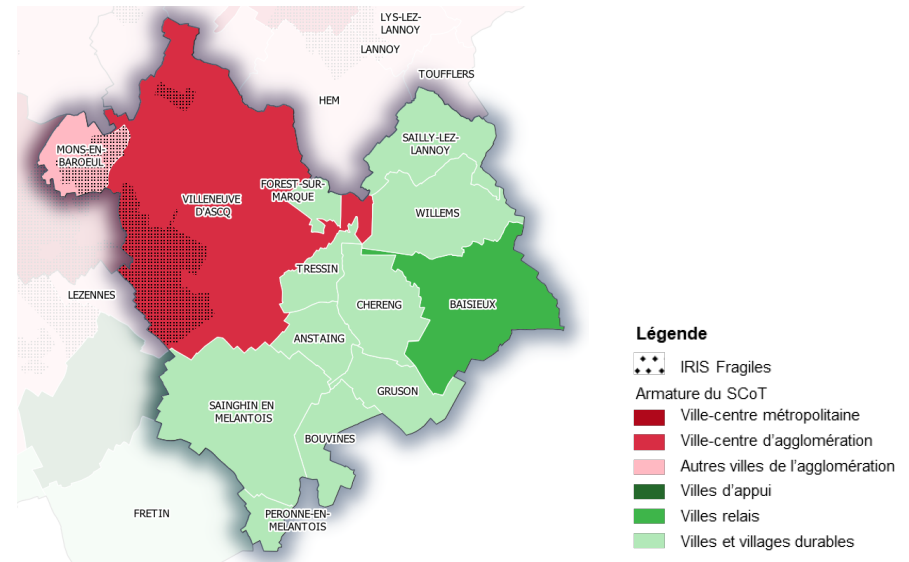 LYS-LEZ-
LANNOY
LANNOY
TOUFFLERS
HEM
SAILLY-LEZ-
LANNOY
MONS-EN-
BAROEUL
FOREST-SUR-
MARQUE
VILLENEUVE
D'ASCQ
WILLEMS
TRESSIN
LEZENNES
CHERENG
BAISIEUX
ANSTAING
GRUSON
SAINGHIN EN
MELANTOIS
BOUVINES
FRETIN
PERONNE-EN-
MELANTOIS
Légende
IRIS Fragiles
Armature du SCoT
Ville-centre métropolitaine
Ville-centre d'agglomération
Autres villes de l'agglomération
Villes d'appui
Villes relais
Villes et villages durables